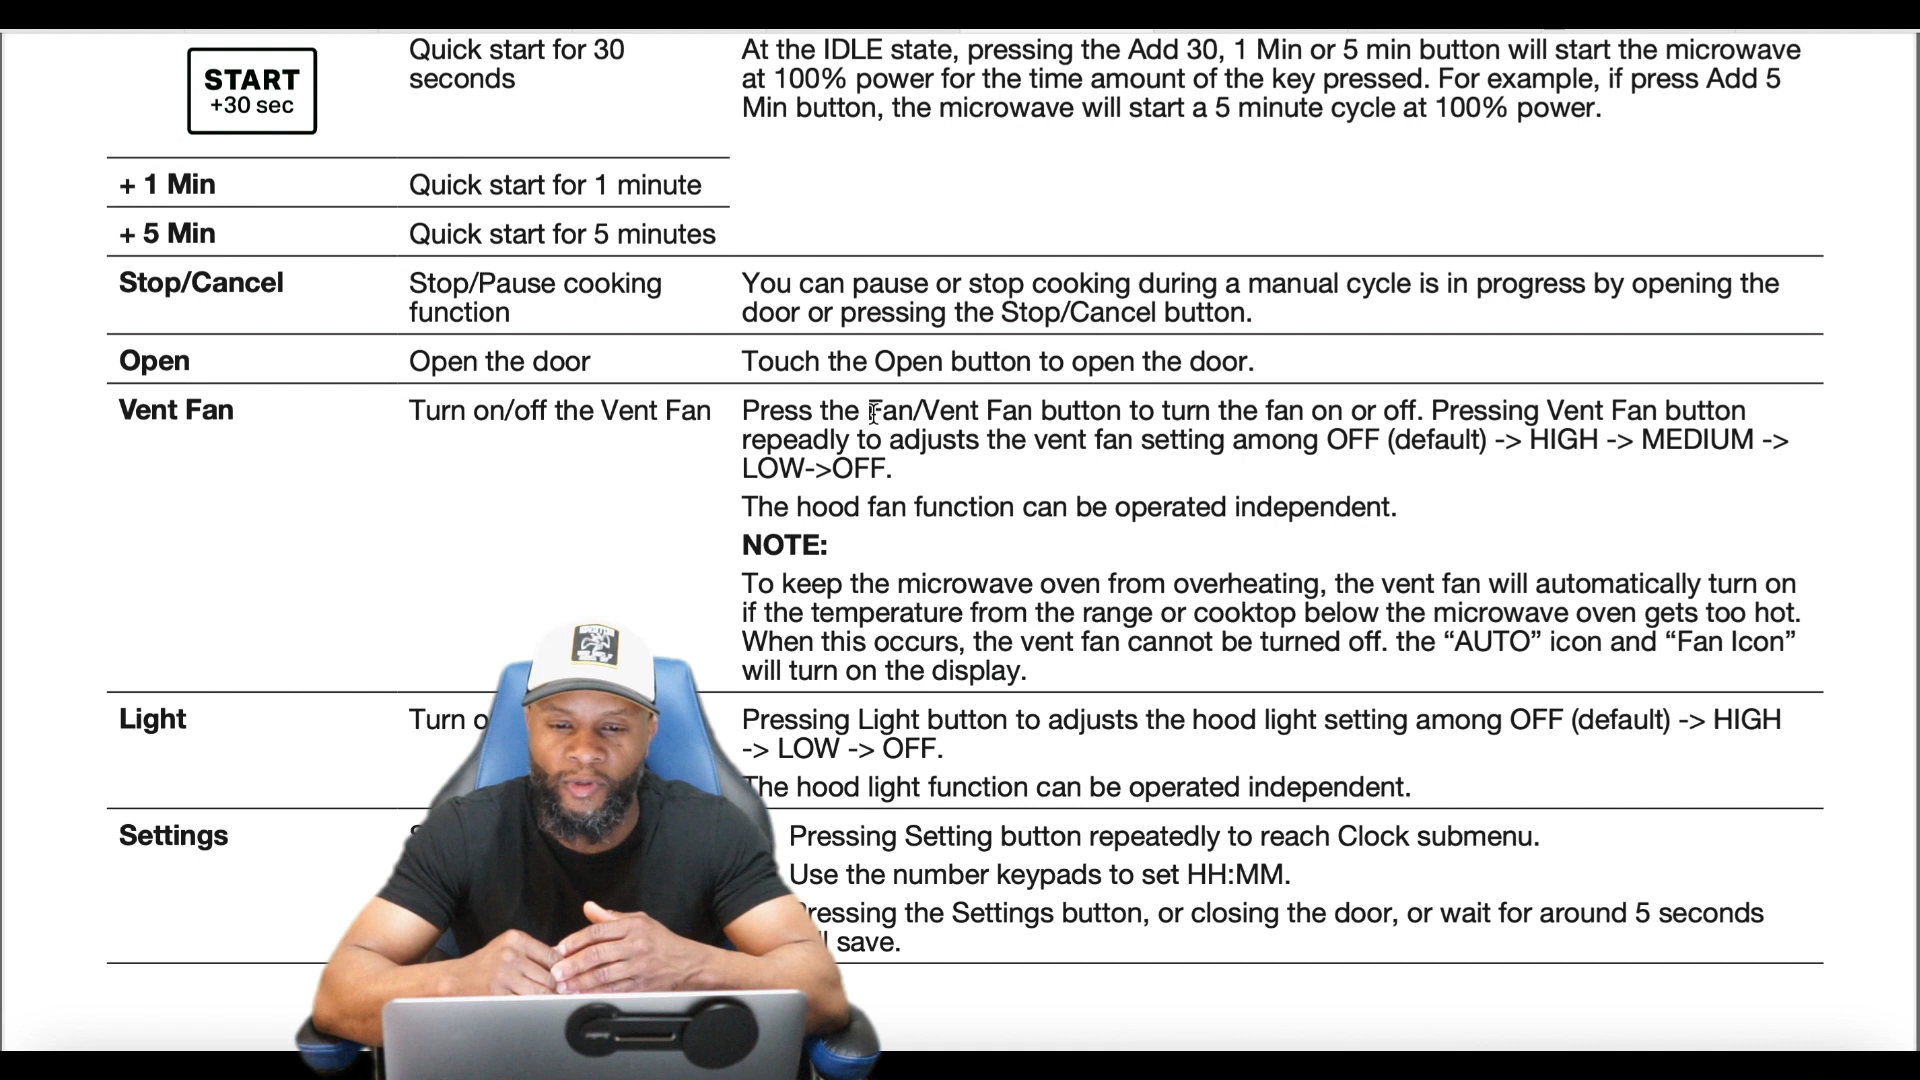 START
+30 sec
Quick start for 30
seconds
At the IDLE state, pressing the Add 30, 1 Min or 5 min button will start the microwave
at 100% power for the time amount of the key pressed. For example, if press Add 5
Min button, the microwave will start a 5 minute cycle at 100% power.
+ 1 Min
Quick start for 1 minute
+ 5 Min
Quick start for 5 minutes
Stop/Cancel
Stop/Pause cooking
function
You can pause or stop cooking during a manual cycle is in progress by opening the
door or pressing the Stop/Cancel button.
Open
Open the door
Touch the Open button to open the door.
Vent Fan
Turn on/off the Vent Fan
Press the Fan/Vent Fan button to turn the fan on or off. Pressing Vent Fan button
repeadly to adjusts the vent fan setting among OFF (default) -> HIGH -> MEDIUM ->
LOW->OFF.
The hood fan function can be operated independent.
NOTE:
To keep the microwave oven from overheating, the vent fan will automatically turn on
if the temperature from the range or cooktop below the microwave oven gets too hot.
When this occurs, the vent fan cannot be turned off. the “AUTO” icon and “Fan Icon”
will turn on the display.
Light
Turn
Pressing Light button to adjusts the hood light setting among OFF (default) -> HIGH
-> LOW -> OFF.
The hood light function can be operated independent.
Settings
Pressing Setting button repeatedly to reach Clock submenu.
Use the number keypads to set HH:MM.
Pressing the Settings button, or closing the door, or wait for around 5 seconds
save.